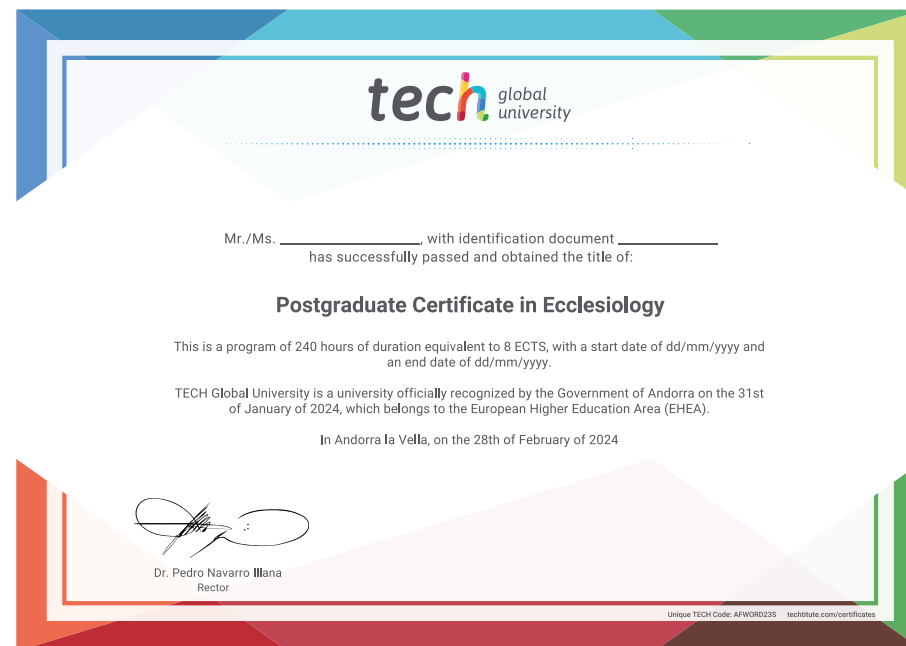 tech global university
Mr./Ms. ____________, with identification document ____________
has successfully passed and obtained the title of:
Postgraduate Certificate in Ecclesiology
This is a program of 240 hours of duration equivalent to 8 ECTS, with a start date of dd/mm/yyyy and
an end date of dd/mm/yyyy.
TECH Global University is a university officially recognized by the Government of Andorra on the 31st
of January of 2024, which belongs to the European Higher Education Area (EHEA).
In Andorra la Vella, on the 28th of February of 2024
Dr. Pedro Navarro Illana
Rector
Unique TECH Code: AFWORD23S techtitute.com/certificates